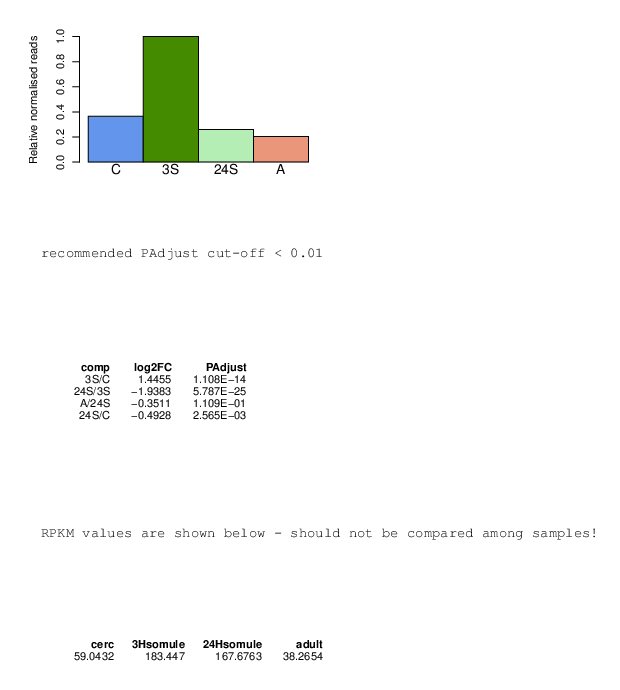 Relative normalised reads
1.0
0.8
0.6
0.4
0.2
0.0
C 3S 24S A
recommended PAdjust cut-off < 0.01
comp log2FC PAdjust
3S/C 1.4455 1.108E−14
24S/3S −1.9383 5.787E−25
A/24S −0.3511 1.109E−01
24S/C −0.4928 2.565E−03
RPKM values are shown below - should not be compared among samples!
cerc 3Hsomule 24Hsomule adult
59.0432 183.447 167.6763 38.2654